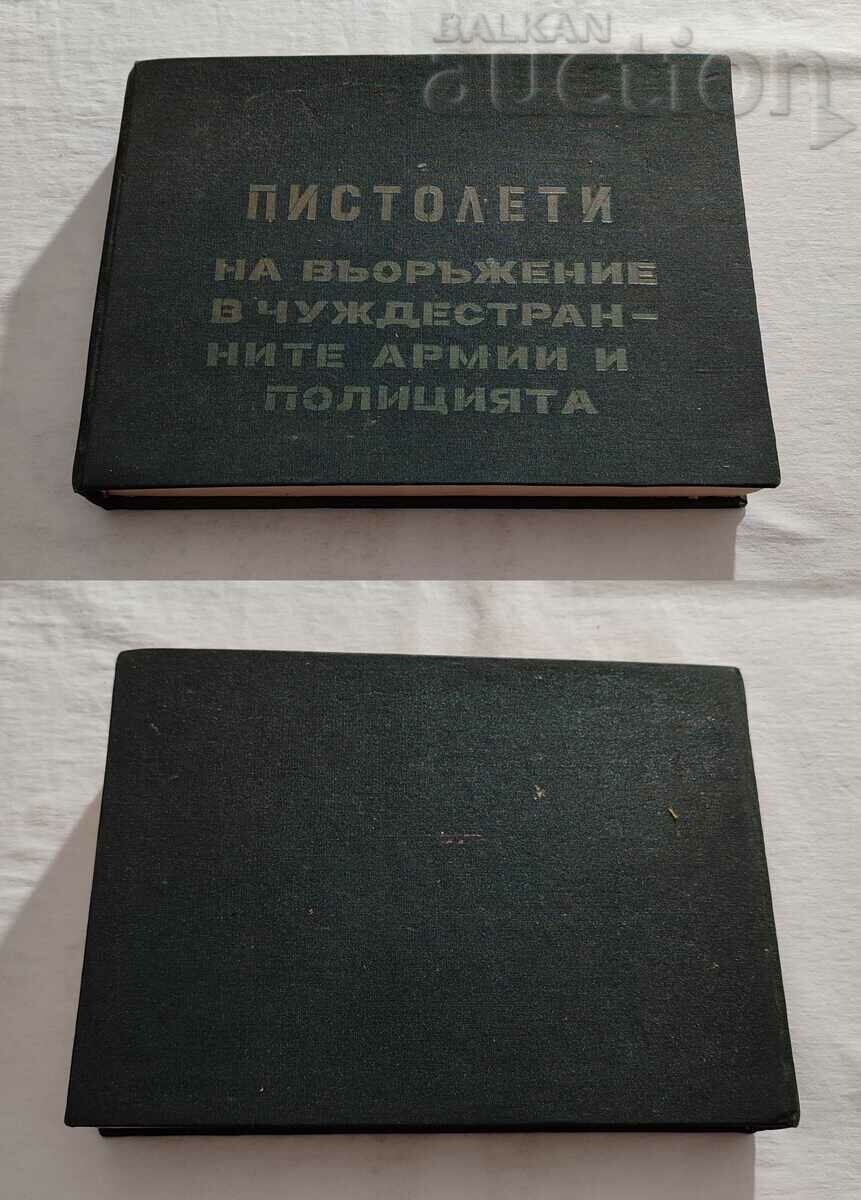 BALKAN
auction
ПИСТОЛЕТИ
НА ВЪОРЪЖЕНИЕ
В ЧУЖДЕСТРАН-
НИТЕ АРМИИ И
ПОЛИЦИЯТА